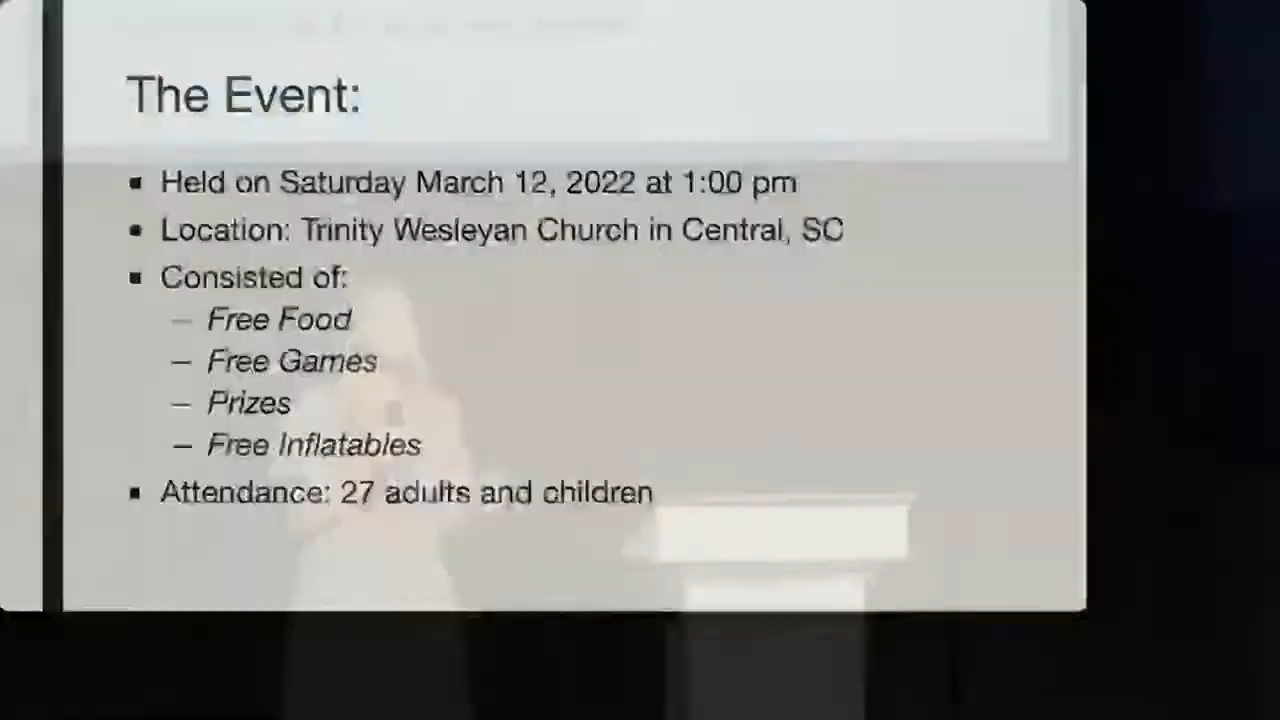 The Event:
▪ Held on Saturday March 12, 2022 at 1:00 pm
▪ Location: Trinity Wesleyan Church in Central, SC
▪ Consisted of:
– Free Food
– Free Games
– Prizes
– Free Inflatables
▪ Attendance: 27 adults and children